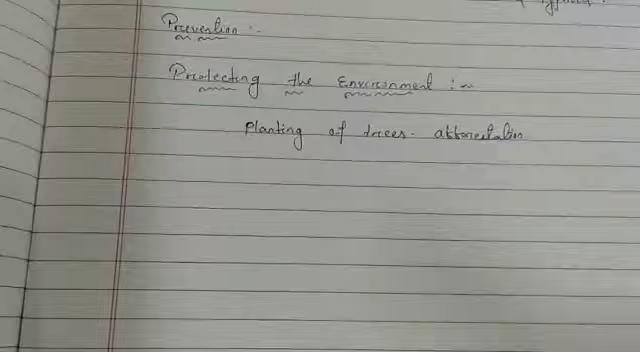 Prevention :-
Protecting the Environment :~
Planting of trees. afforestation